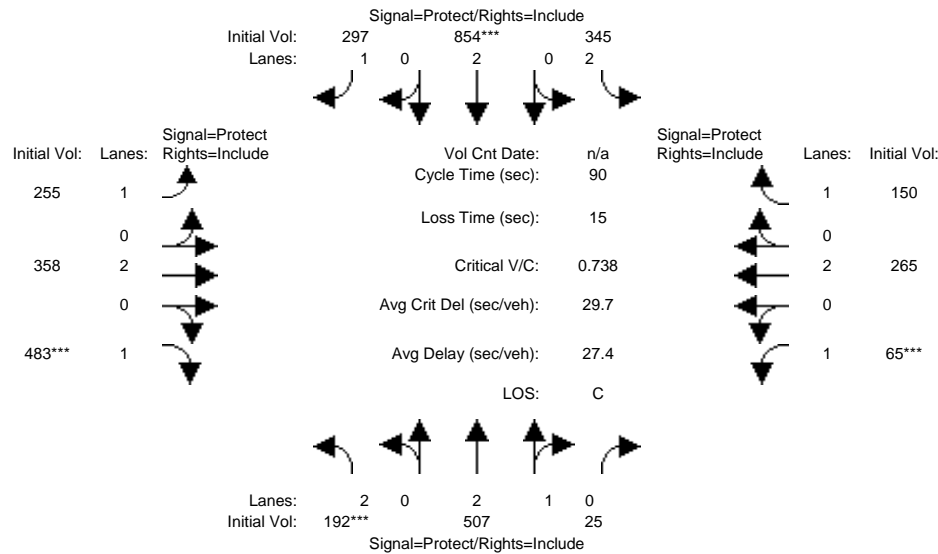 Signal=Protect/Rights=Include
Initial Vol: 297 854*** 345
Lanes: 1 0 2 0 2
Signal=Protect Signal=Protect
Initial Vol: Lanes: Rights=Include Vol Cnt Date: n/a Rights=Include Lanes: Initial Vol:
Cycle Time (sec): 90
255 1 1 150
Loss Time (sec): 15
0 0
358 2 Critical V/C: 0.738 2 265
0 Avg Crit Del (sec/veh): 29.7 0
483*** 1 Avg Delay (sec/veh): 27.4 1 65***
LOS: C
Lanes: 2 0 2 1 0
Initial Vol: 192*** 507 25
Signal=Protect/Rights=Include